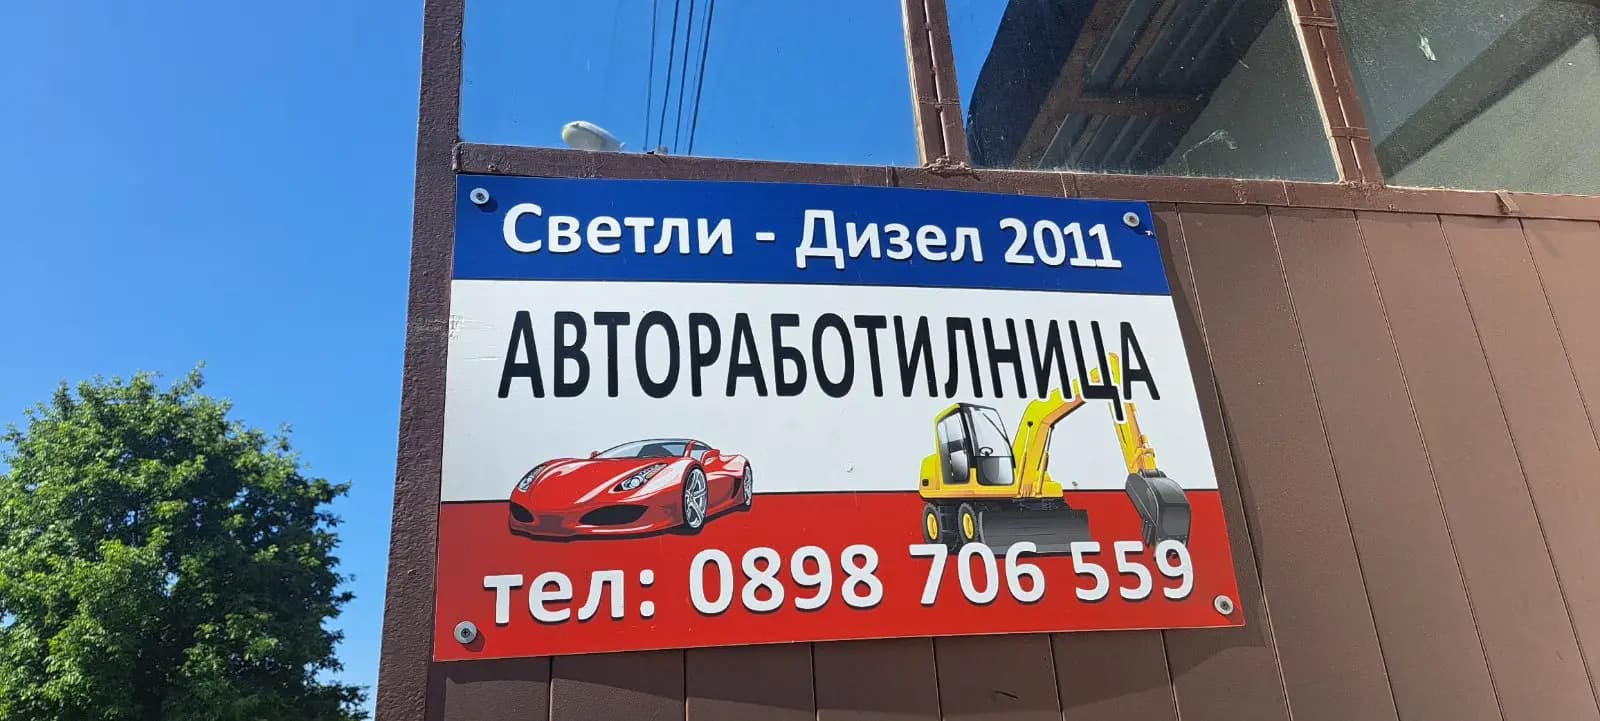 Светли - Дизел 2011
АВТОРАБОТИЛНИЦА
тел: 0898 706 559